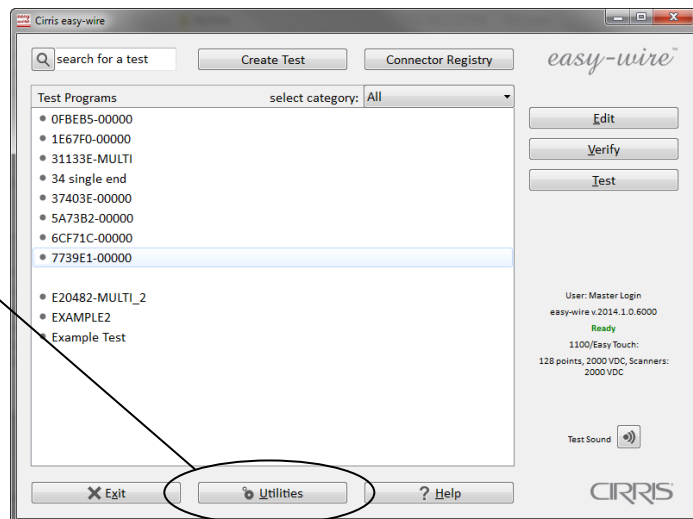 Cirris easy-wire
search for a test
Create Test
Connector Registry
easy-wire™
Test Programs
select category: All
0FBEB5-00000
1E67F0-00000
31133E-MULTI
34 single end
37403E-00000
5A73B2-00000
6CF71C-00000
7739E1-00000
E20482-MULTI_2
EXAMPLE2
Example Test
Edit
Verify
Test
User: Master Login
easy-wire v.2014.1.0.6000
Ready
1100/Easy Touch:
128 points, 2000 VDC, Scanners:
2000 VDC
Test Sound
Exit
Utilities
? Help
CIRRIS